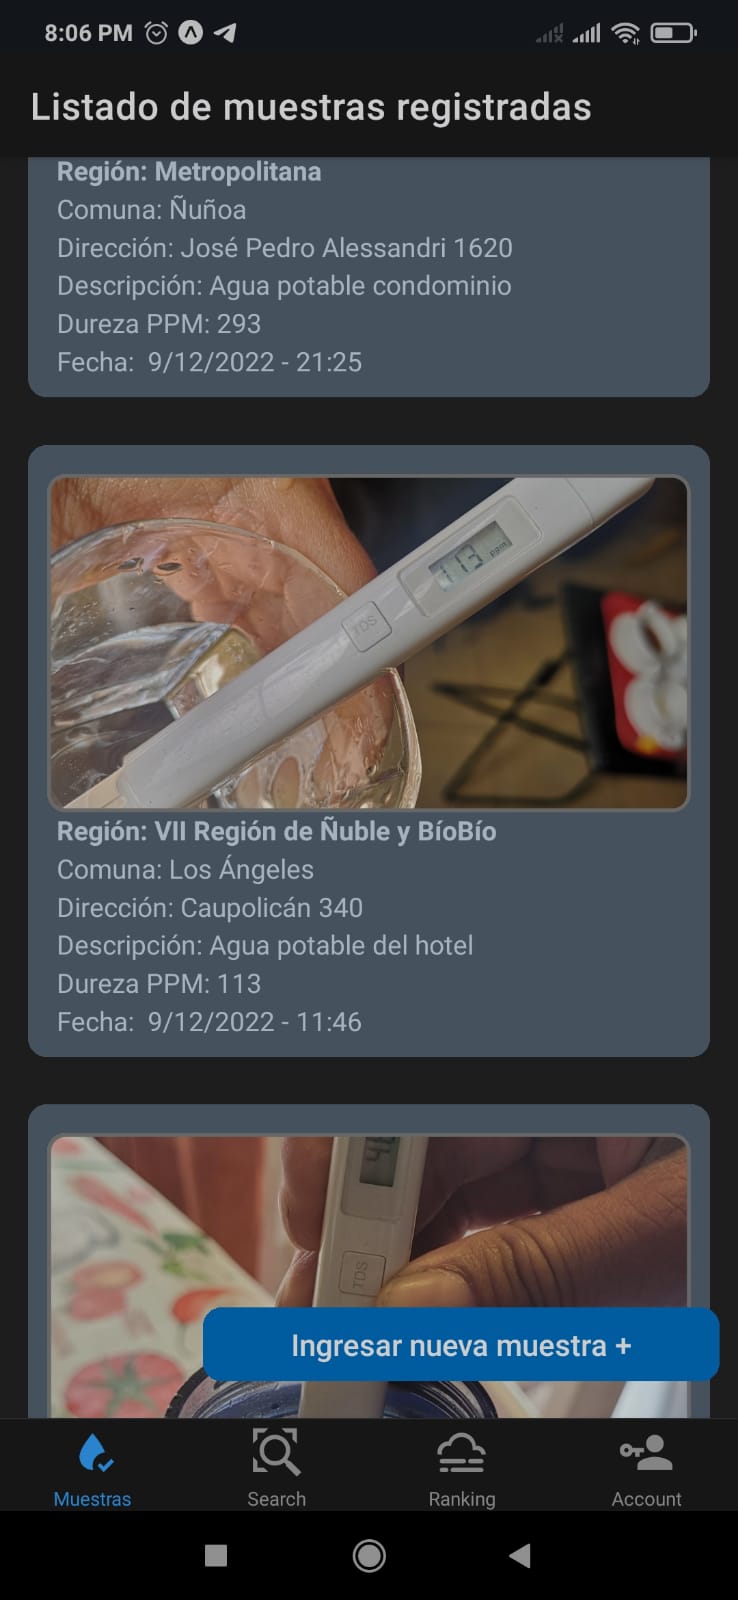 8:06 PM
Listado de muestras registradas
Región: Metropolitana
Comuna: Ñuñoa
Dirección: José Pedro Alessandri 1620
Descripción: Agua potable condominio
Dureza PPM: 293
Fecha: 9/12/2022 - 21:25
113 ppm
TDS
Región: VII Región de Ñuble y BíoBío
Comuna: Los Ángeles
Dirección: Caupolicán 340
Descripción: Agua potable del hotel
Dureza PPM: 113
Fecha: 9/12/2022 - 11:46
TDS
Ingresar nueva muestra +
Muestras
Search
Ranking
Account